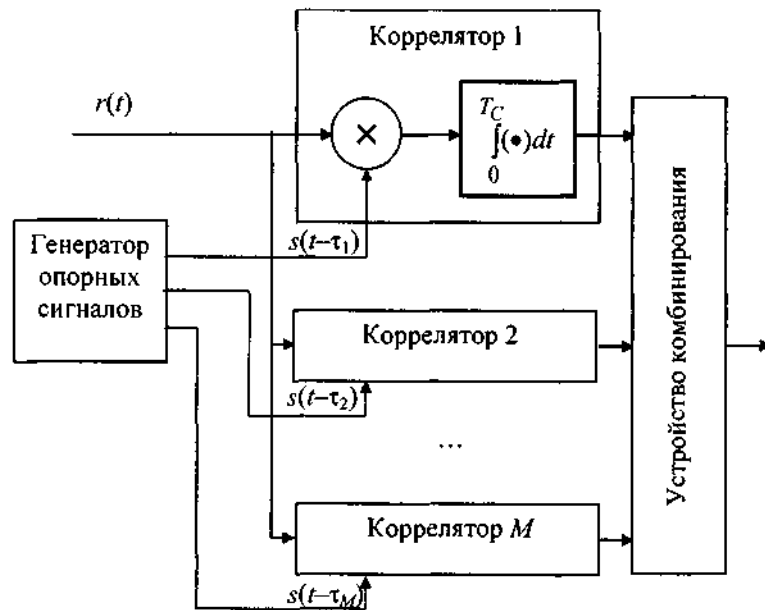 Коррелятор 1
r(t)
×
T_C
∫(•)dt
0
Генератор
опорных
сигналов
s(t–τ₁)
Коррелятор 2
s(t–τ₂)
...
Коррелятор M
s(t–τ_M)
Устройство комбинирования